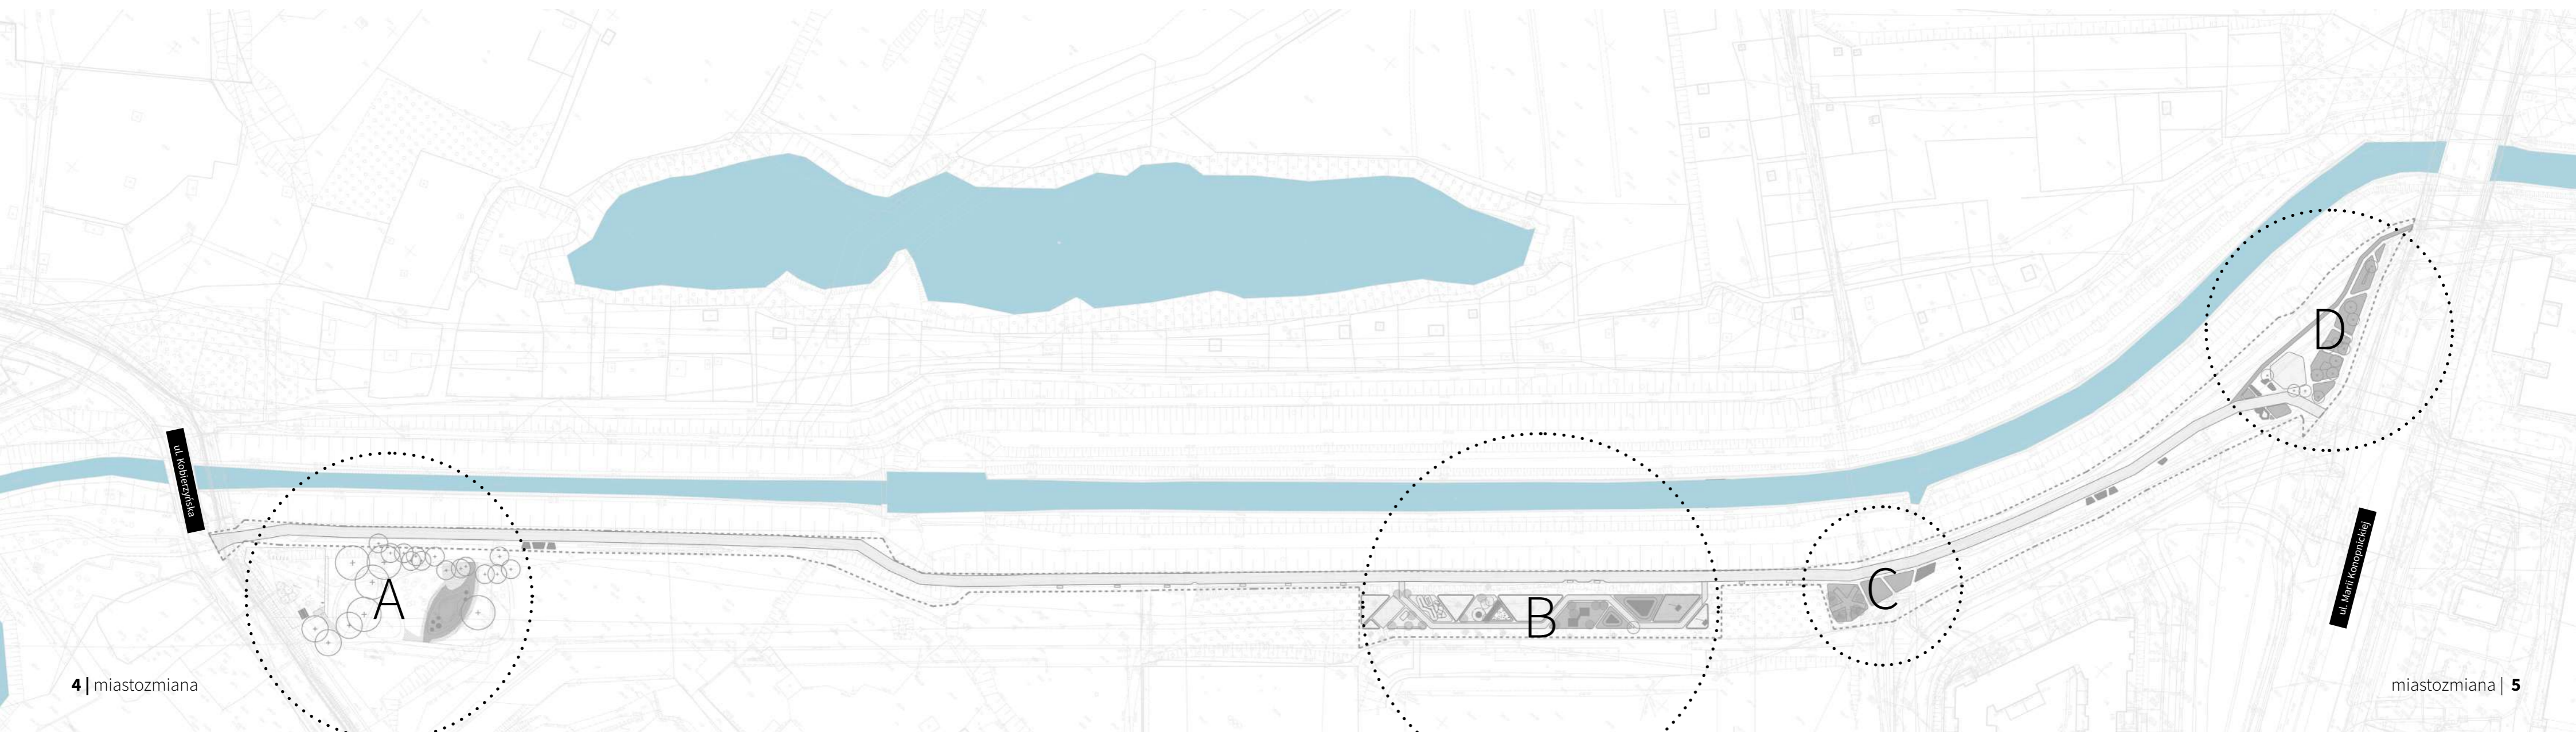 ul. Kobierzyńska
A
B
C
D
ul. Marii Konopnickiej
4 | miastozmiana
miastozmiana | 5